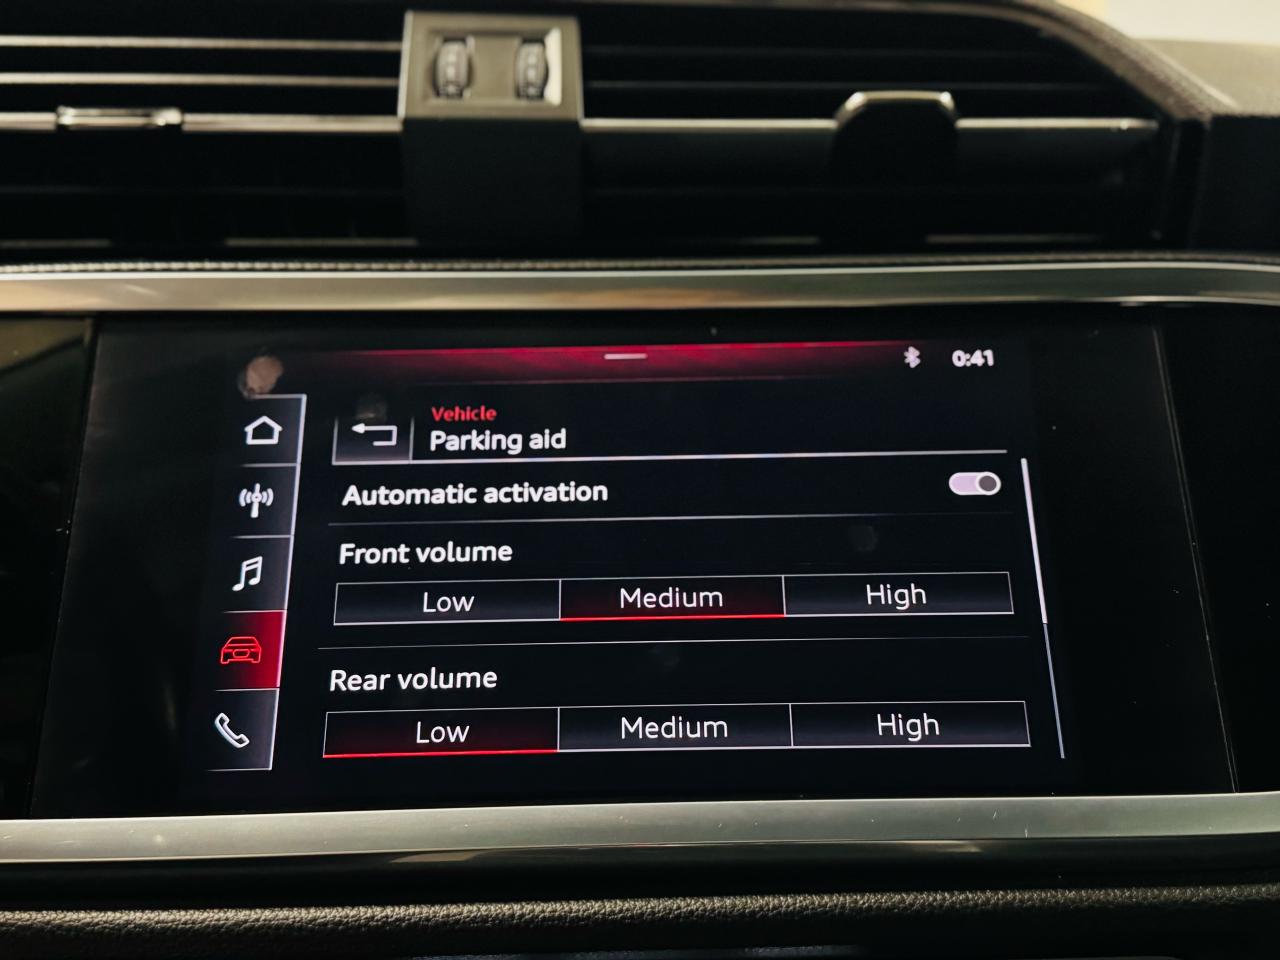 0:41
Vehicle
Parking aid
Automatic activation
Front volume
Low Medium High
Rear volume
Low Medium High